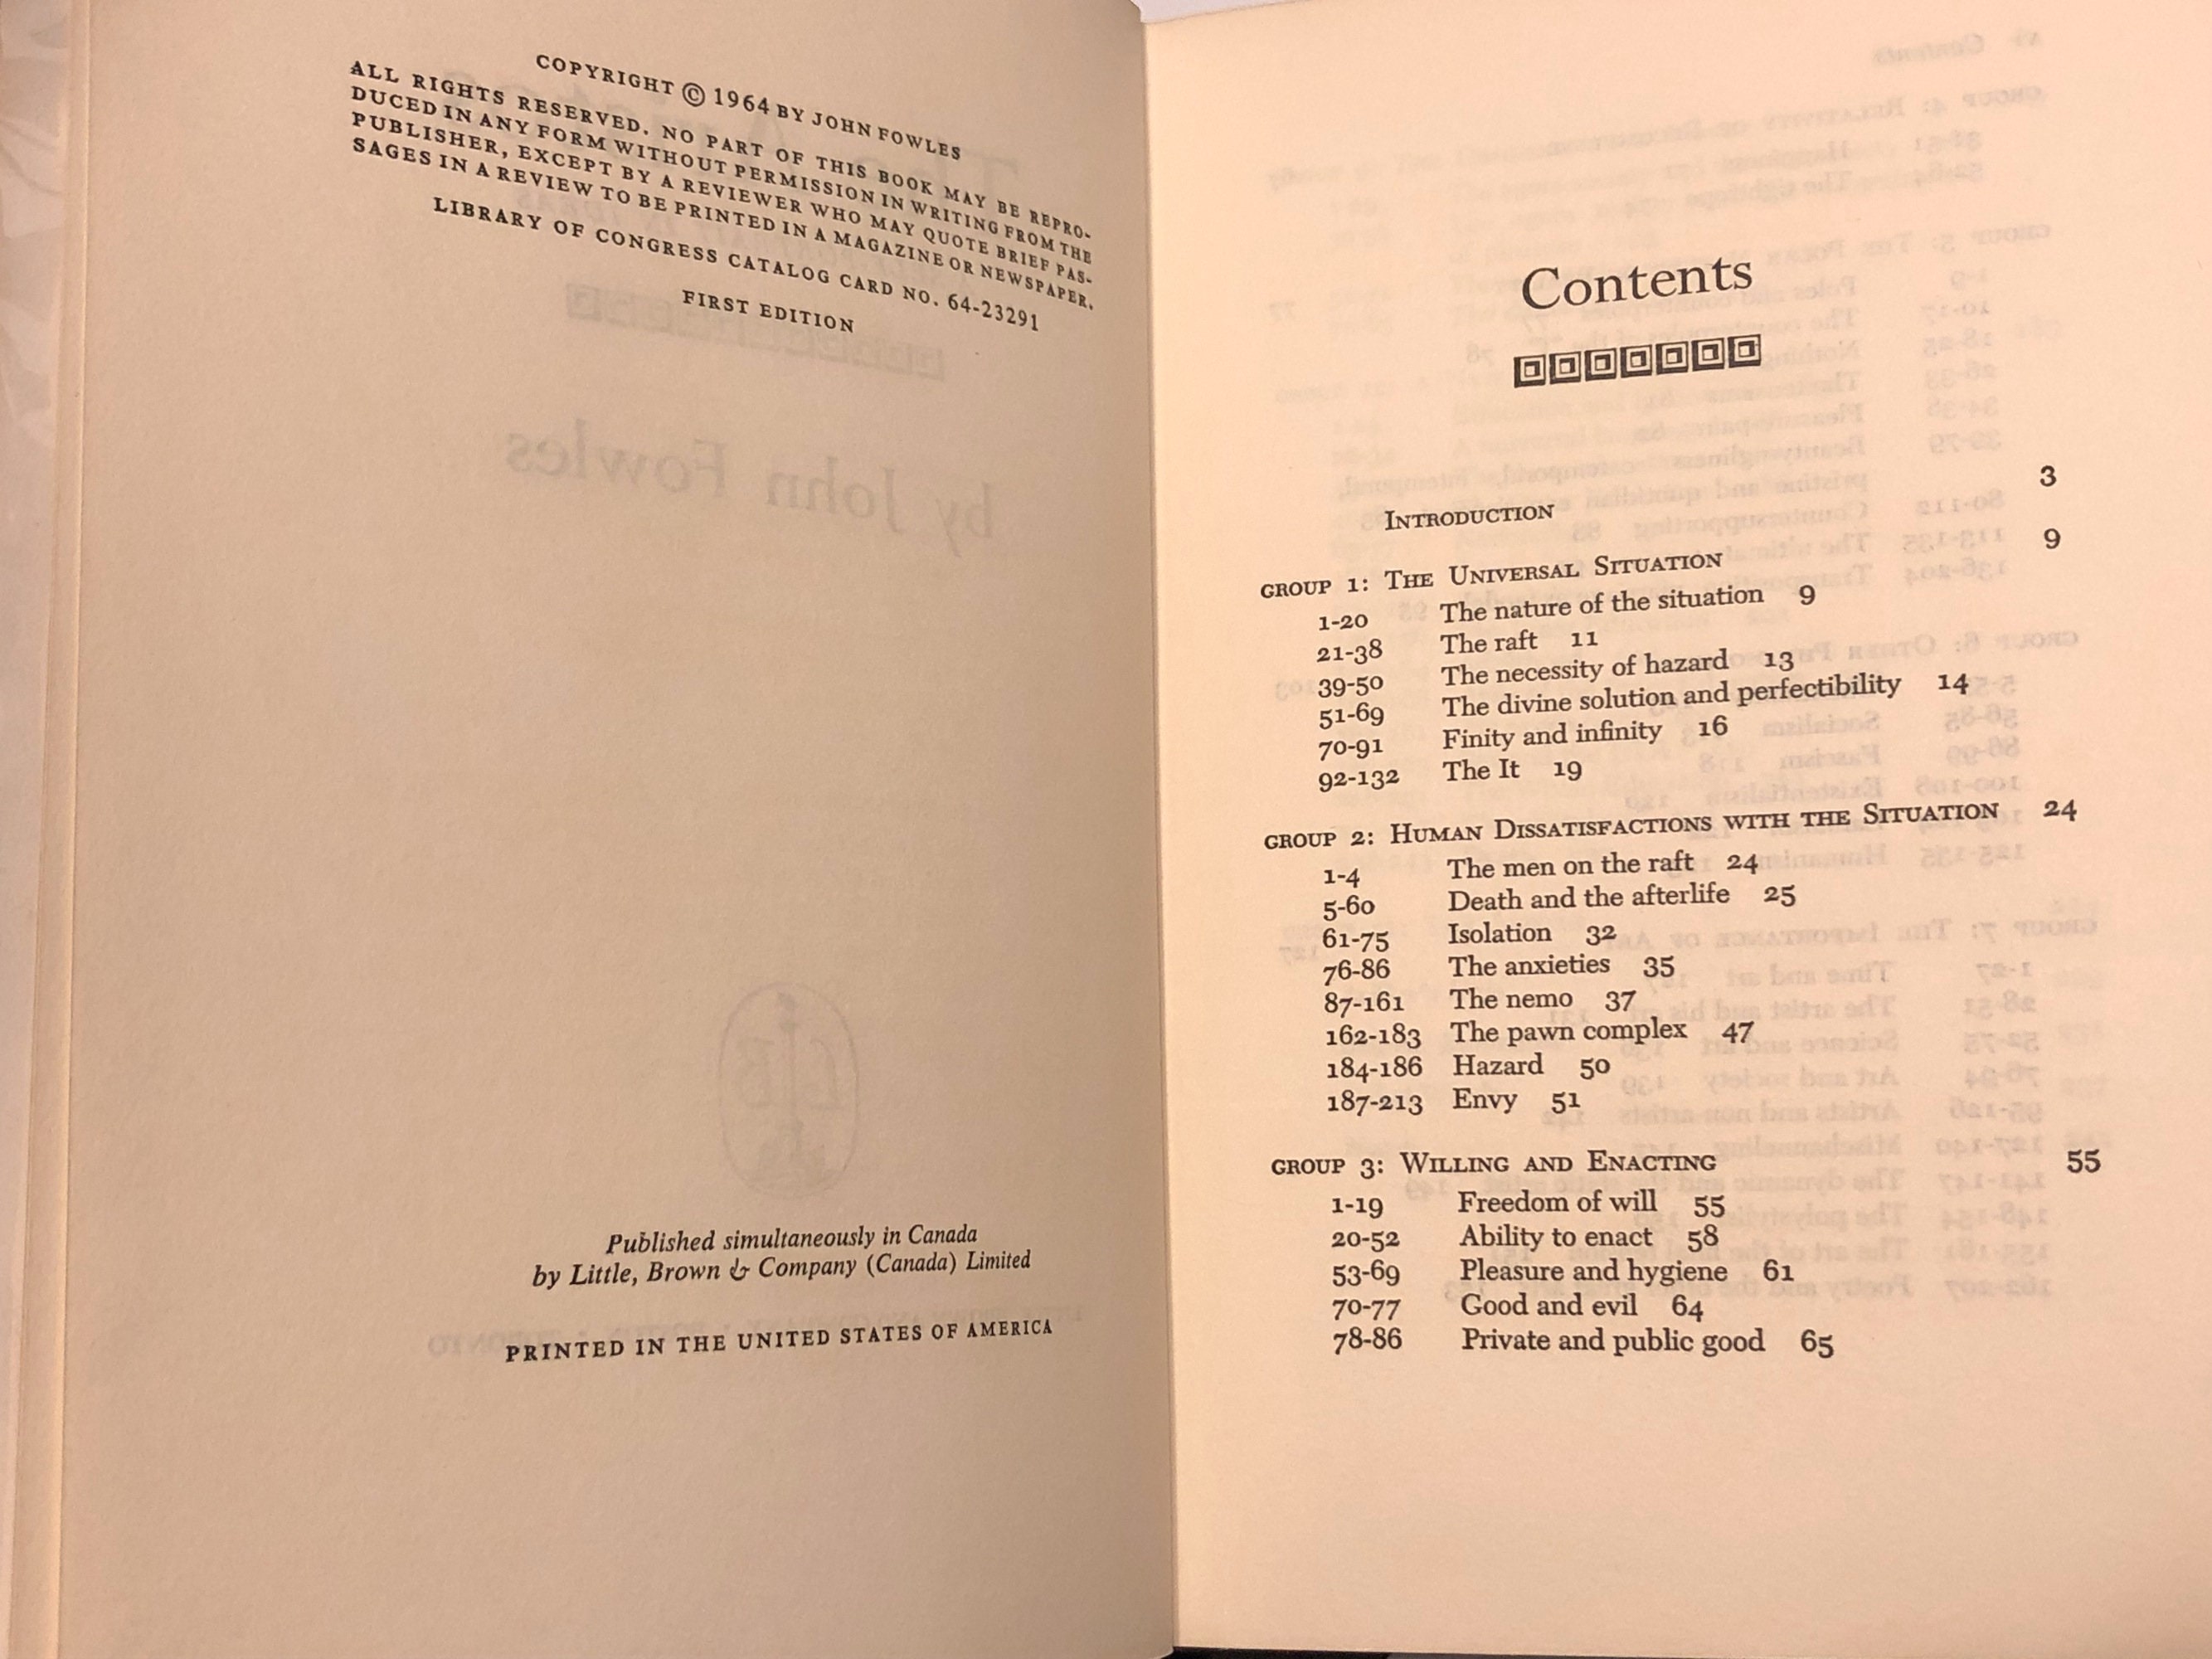 COPYRIGHT © 1964 BY JOHN FOWLES
ALL RIGHTS RESERVED. NO PART OF THIS BOOK MAY BE REPRO-
DUCED IN ANY FORM WITHOUT PERMISSION IN WRITING FROM THE
PUBLISHER, EXCEPT BY A REVIEWER WHO MAY QUOTE BRIEF PAS-
SAGES IN A REVIEW TO BE PRINTED IN A MAGAZINE OR NEWSPAPER.
LIBRARY OF CONGRESS CATALOG CARD NO. 64-23291
FIRST EDITION
by John Fowles
Published simultaneously in Canada
by Little, Brown & Company (Canada) Limited
PRINTED IN THE UNITED STATES OF AMERICA
Contents
INTRODUCTION 3
GROUP 1: THE UNIVERSAL SITUATION 9
1-20 The nature of the situation 9
21-38 The raft 11
39-50 The necessity of hazard 13
51-69 The divine solution and perfectibility 14
70-91 Finity and infinity 16
92-132 The It 19
GROUP 2: HUMAN DISSATISFACTIONS WITH THE SITUATION 24
1-4 The men on the raft 24
5-60 Death and the afterlife 25
61-75 Isolation 32
76-86 The anxieties 35
87-161 The nemo 37
162-183 The pawn complex 47
184-186 Hazard 50
187-213 Envy 51
GROUP 3: WILLING AND ENACTING 55
1-19 Freedom of will 55
20-52 Ability to enact 58
53-69 Pleasure and hygiene 61
70-77 Good and evil 64
78-86 Private and public good 65